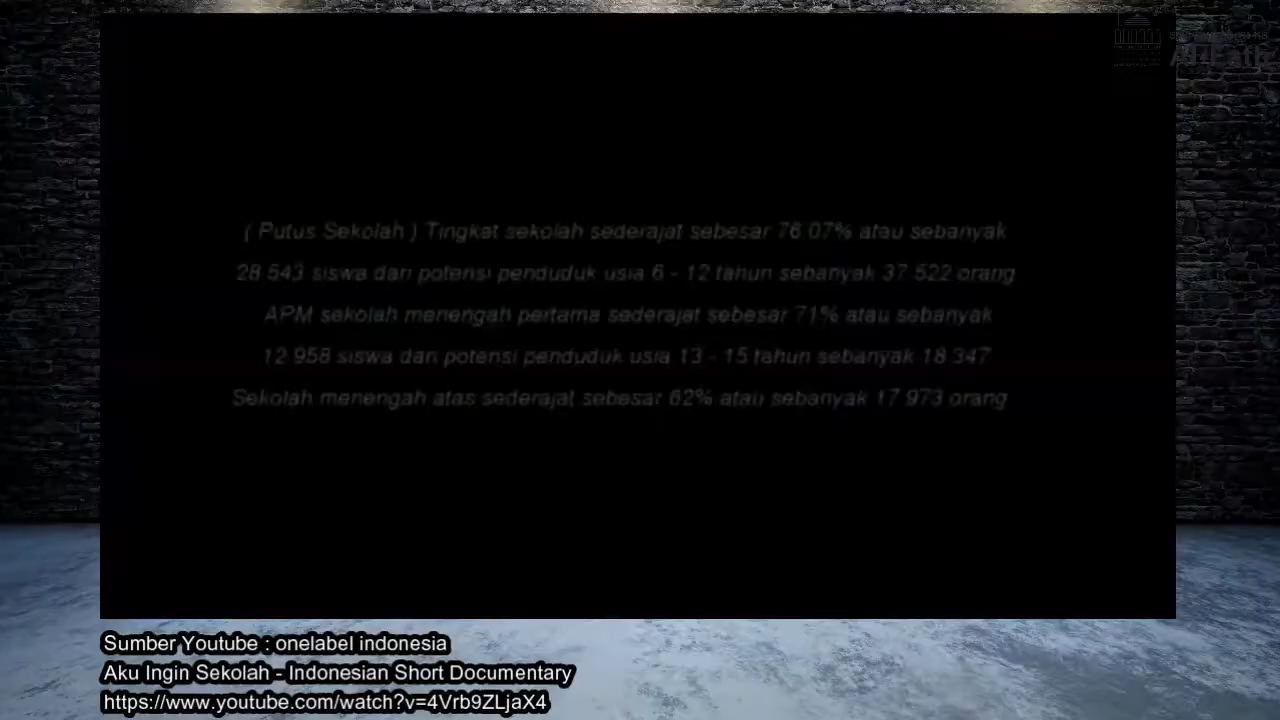 ( Putus Sekolah ) Tingkat sekolah sederajat sebesar 76.07% atau sebanyak
28 543 siswa dari potensi penduduk usia 6 - 12 tahun sebanyak 37 522 orang
APM sekolah menengah pertama sederajat sebesar 71% atau sebanyak
12 958 siswa dari potensi penduduk usia 13 - 15 tahun sebanyak 18 347
Sekolah menengah atas sederajat sebesar 62% atau sebanyak 17 973 orang
Sumber Youtube : onelabel indonesia
Aku Ingin Sekolah - Indonesian Short Documentary
https://www.youtube.com/watch?v=4Vrb9ZLjaX4